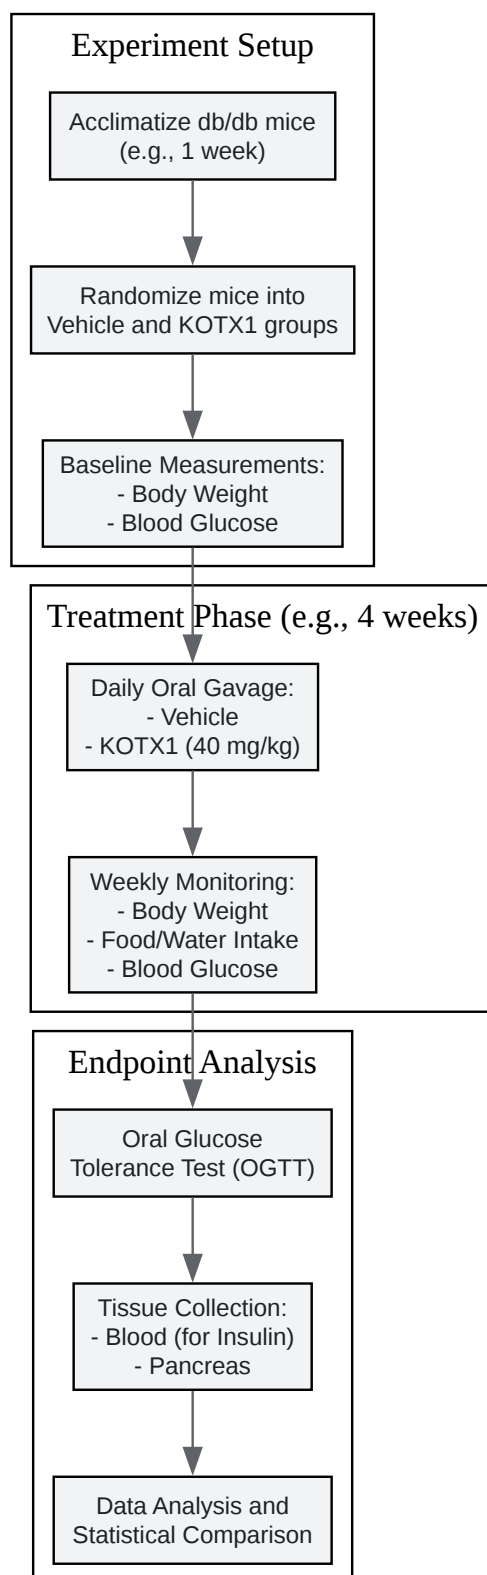 Experiment Setup
Acclimatize db/db mice
(e.g., 1 week)
Randomize mice into
Vehicle and KOTX1 groups
Baseline Measurements:
- Body Weight
- Blood Glucose
Treatment Phase (e.g., 4 weeks)
Daily Oral Gavage:
- Vehicle
- KOTX1 (40 mg/kg)
Weekly Monitoring:
- Body Weight
- Food/Water Intake
- Blood Glucose
Endpoint Analysis
Oral Glucose
Tolerance Test (OGTT)
Tissue Collection:
- Blood (for Insulin)
- Pancreas
Data Analysis and
Statistical Comparison